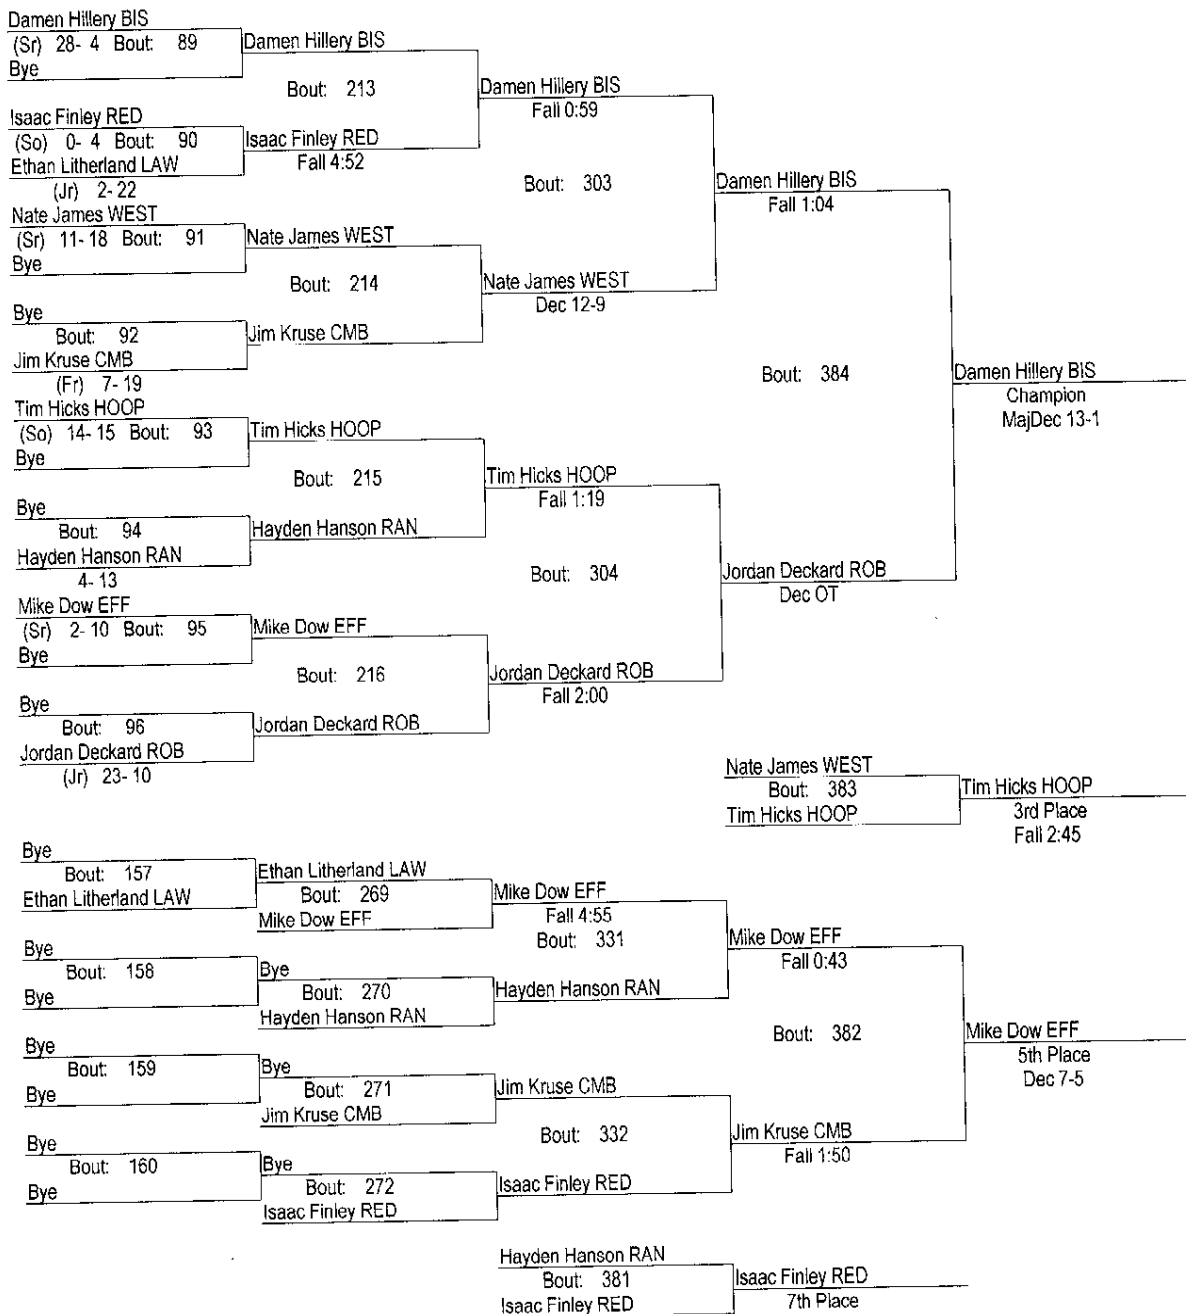 Damen Hillery BIS
(Sr) 28- 4 Bout: 89
Bye
Damen Hillery BIS
Bout: 213
Isaac Finley RED
(So) 0- 4 Bout: 90
Ethan Litherland LAW
(Jr) 2- 22
Isaac Finley RED
Fall 4:52
Damen Hillery BIS
Fall 0:59
Bout: 303
Nate James WEST
(Sr) 11- 18 Bout: 91
Bye
Nate James WEST
Bout: 214
Bye
Bout: 92
Jim Kruse CMB
(Fr) 7- 19
Jim Kruse CMB
Nate James WEST
Dec 12-9
Damen Hillery BIS
Fall 1:04
Bout: 384
Tim Hicks HOOP
(So) 14- 15 Bout: 93
Bye
Tim Hicks HOOP
Bout: 215
Bye
Bout: 94
Hayden Hanson RAN
4- 13
Hayden Hanson RAN
Tim Hicks HOOP
Fall 1:19
Bout: 304
Mike Dow EFF
(Sr) 2- 10 Bout: 95
Bye
Mike Dow EFF
Bout: 216
Bye
Bout: 96
Jordan Deckard ROB
(Jr) 23- 10
Jordan Deckard ROB
Jordan Deckard ROB
Fall 2:00
Jordan Deckard ROB
Dec OT
Damen Hillery BIS
Champion
MajDec 13-1
Nate James WEST
Bout: 383
Tim Hicks HOOP
Tim Hicks HOOP
3rd Place
Fall 2:45
Bye
Bout: 157
Ethan Litherland LAW
Ethan Litherland LAW
Bout: 269
Mike Dow EFF
Mike Dow EFF
Fall 4:55
Bout: 331
Bye
Bout: 158
Bye
Bye
Bout: 270
Hayden Hanson RAN
Hayden Hanson RAN
Mike Dow EFF
Fall 0:43
Bout: 382
Bye
Bout: 159
Bye
Bye
Bout: 271
Jim Kruse CMB
Jim Kruse CMB
Bout: 332
Bye
Bout: 160
Bye
Bye
Bout: 272
Isaac Finley RED
Isaac Finley RED
Jim Kruse CMB
Fall 1:50
Mike Dow EFF
5th Place
Dec 7-5
Hayden Hanson RAN
Bout: 381
Isaac Finley RED
Isaac Finley RED
7th Place